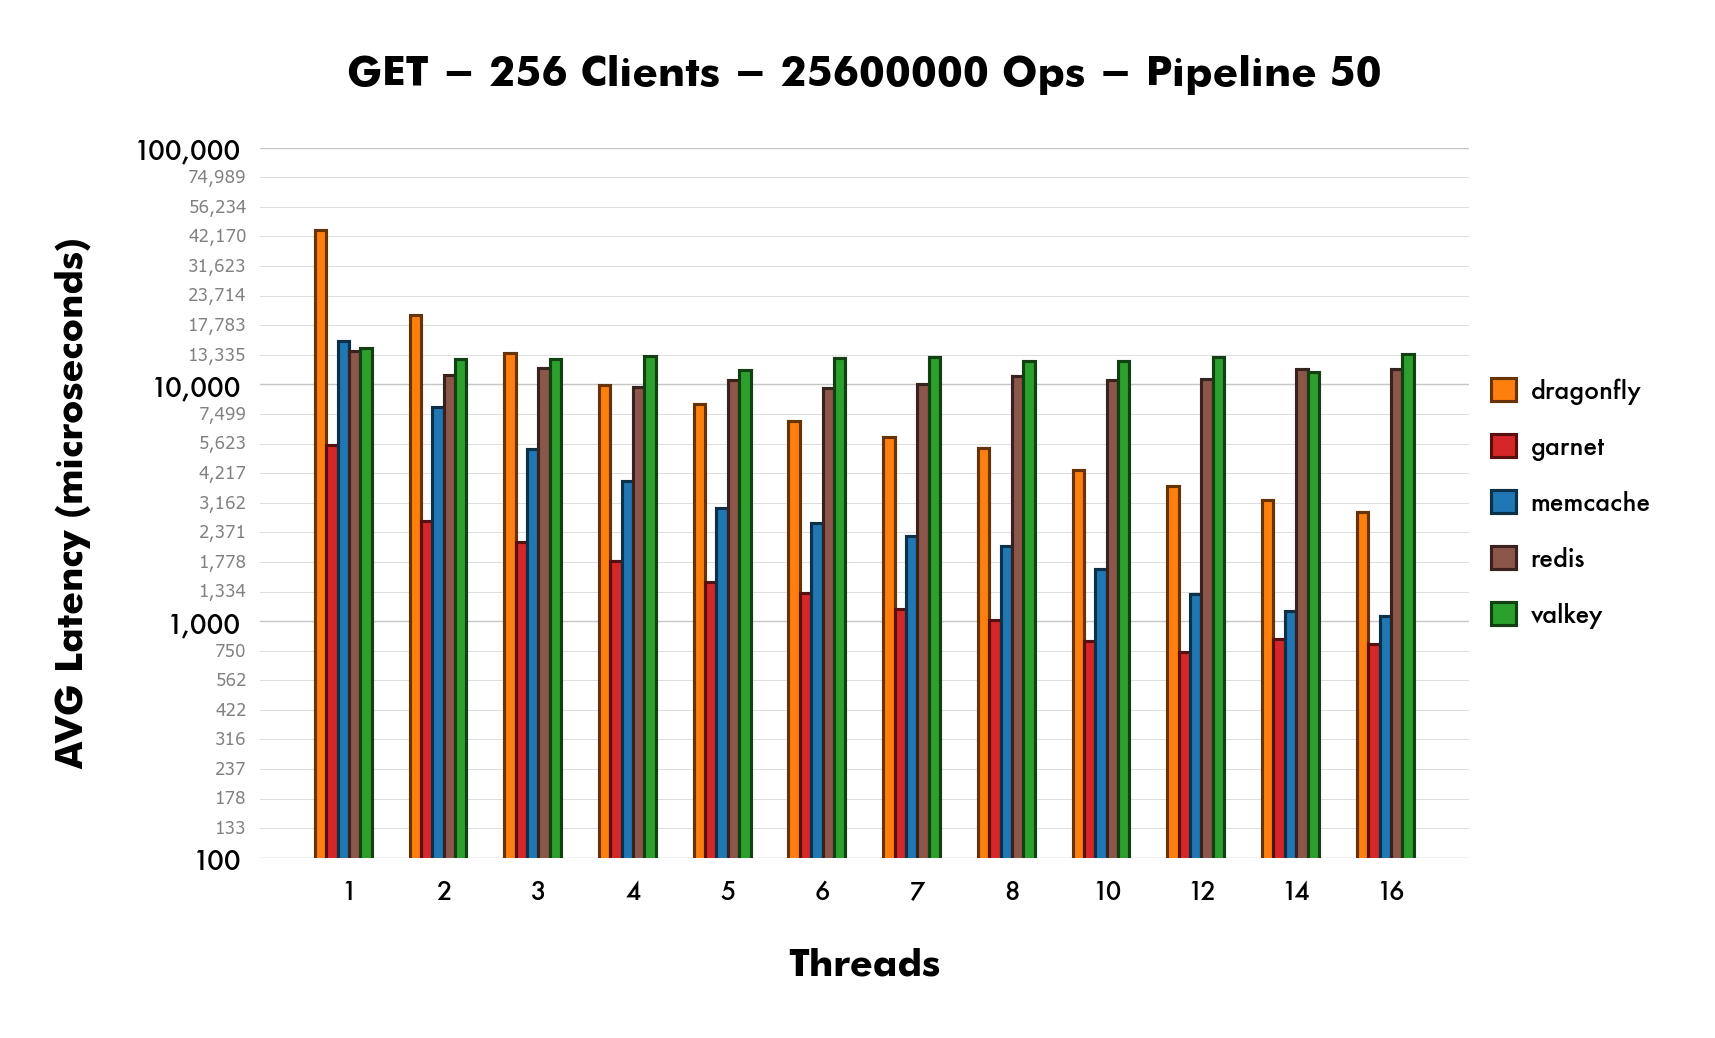 GET – 256 Clients – 25600000 Ops – Pipeline 50
AVG Latency (microseconds)
100,000
74,989
56,234
42,170
31,623
23,714
17,783
13,335
10,000
7,499
5,623
4,217
3,162
2,371
1,778
1,334
1,000
750
562
422
316
237
178
133
100
1 2 3 4 5 6 7 8 10 12 14 16
Threads
dragonfly
garnet
memcache
redis
valkey